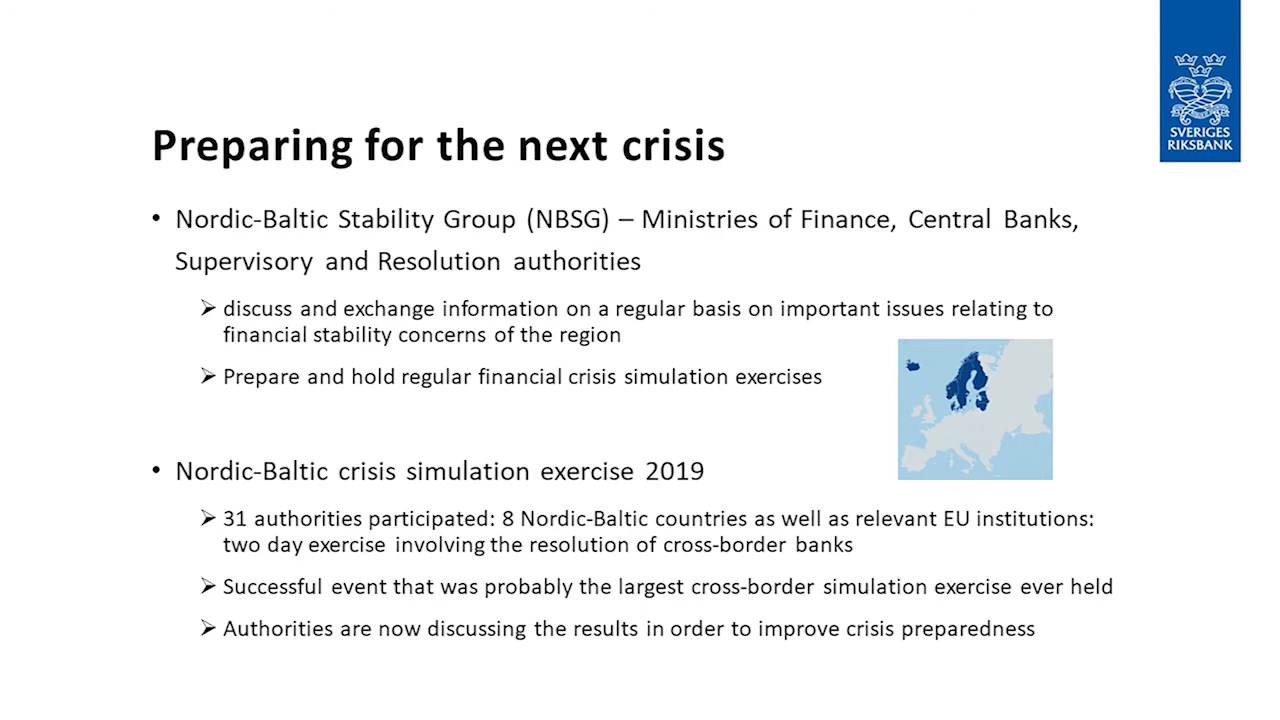 SVERIGES
RIKSBANK
Preparing for the next crisis
• Nordic-Baltic Stability Group (NBSG) – Ministries of Finance, Central Banks,
Supervisory and Resolution authorities
➢ discuss and exchange information on a regular basis on important issues relating to
financial stability concerns of the region
➢ Prepare and hold regular financial crisis simulation exercises
• Nordic-Baltic crisis simulation exercise 2019
➢ 31 authorities participated: 8 Nordic-Baltic countries as well as relevant EU institutions:
two day exercise involving the resolution of cross-border banks
➢ Successful event that was probably the largest cross-border simulation exercise ever held
➢ Authorities are now discussing the results in order to improve crisis preparedness